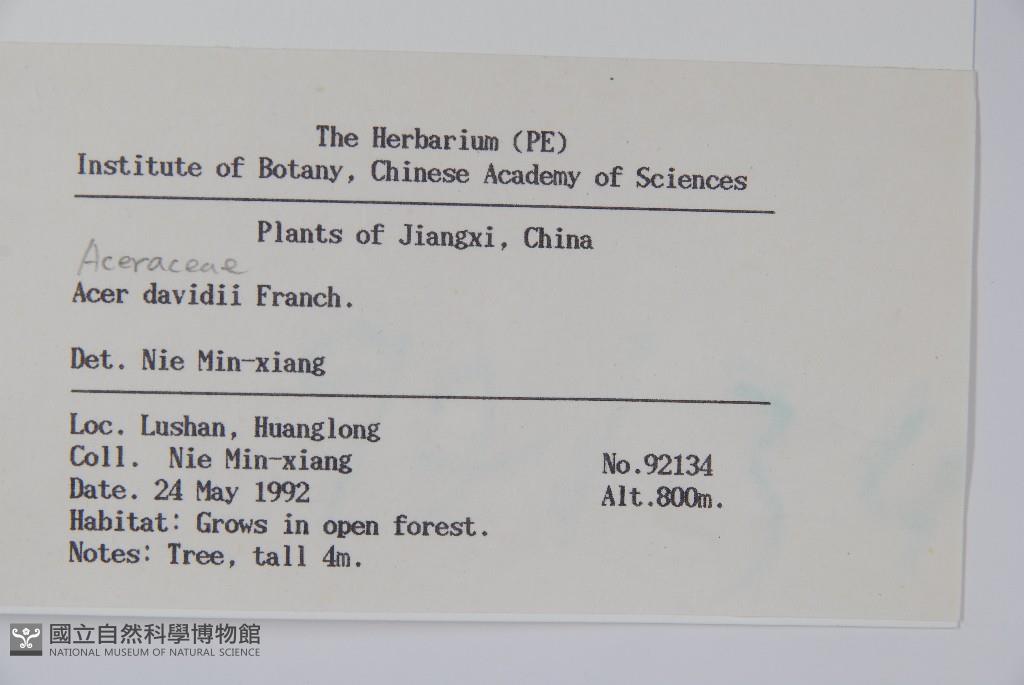 The Herbarium (PE)
Institute of Botany, Chinese Academy of Sciences
Plants of Jiangxi, China
Aceraceae
Acer davidii Franch.
Det. Nie Min-xiang
Loc. Lushan, Huanglong
Coll. Nie Min-xiang No.92134
Date. 24 May 1992 Alt.800m.
Habitat: Grows in open forest.
Notes: Tree, tall 4m.
國立自然科學博物館
NATIONAL MUSEUM OF NATURAL SCIENCE